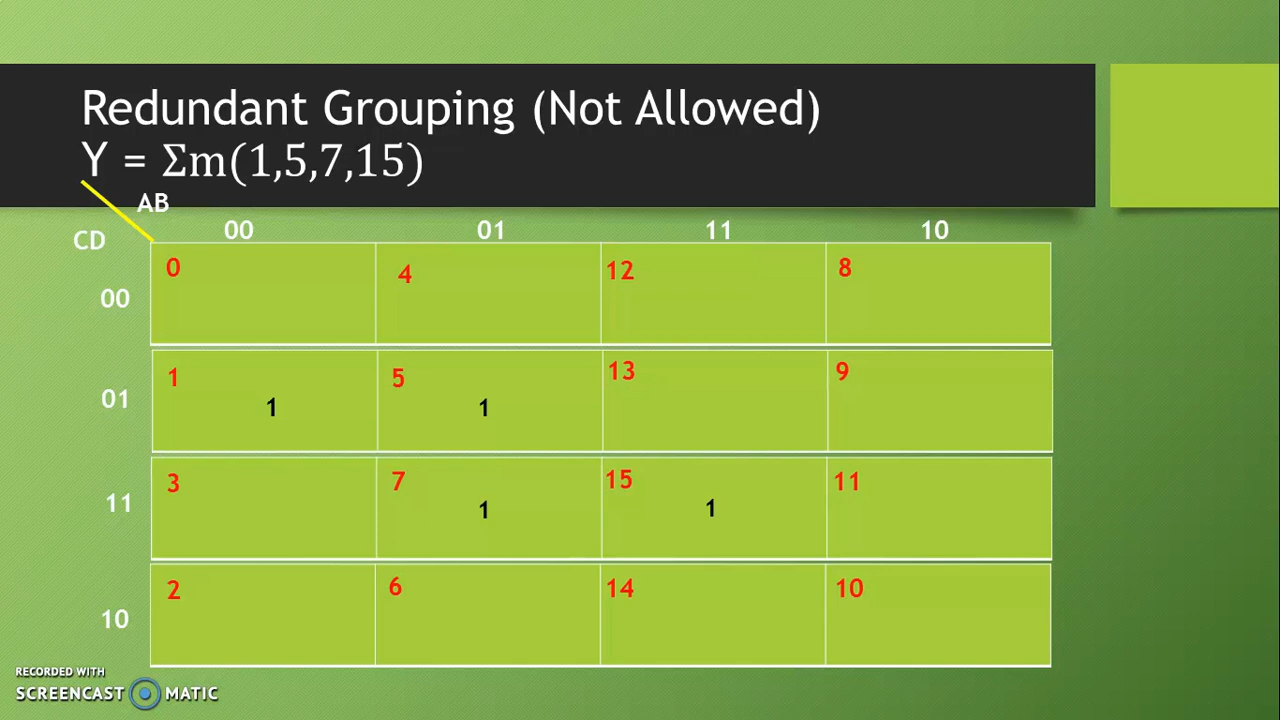 Redundant Grouping (Not Allowed)
Y = Σm(1,5,7,15)
AB
CD
00 01 11 10
00
0 4 12 8
01
1 5 13 9
1 1
11
3 7 15 11
1 1
10
2 6 14 10
RECORDED WITH
SCREENCAST MATIC